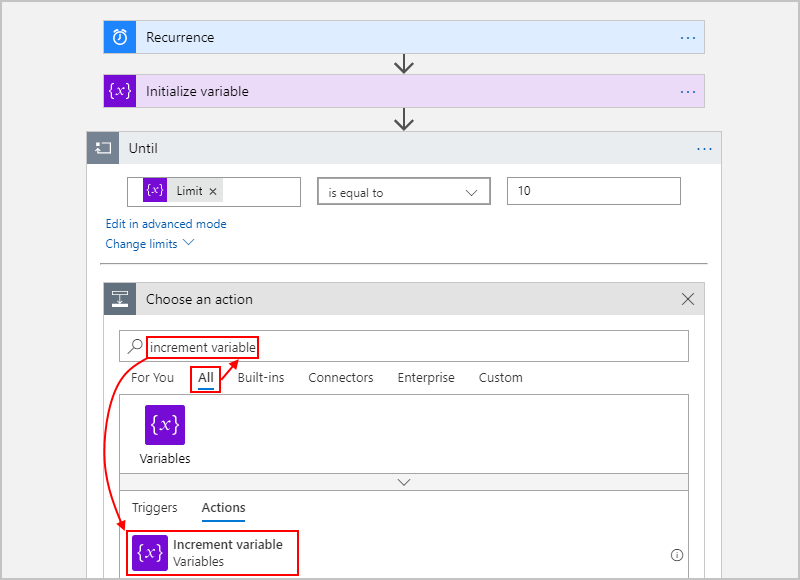 Recurrence ...
{x} Initialize variable ...
Until ...
{x} Limit × is equal to 10
Edit in advanced mode
Change limits
Choose an action
increment variable
For You All Built-ins Connectors Enterprise Custom
{x}
Variables
Triggers Actions
{x} Increment variable
Variables